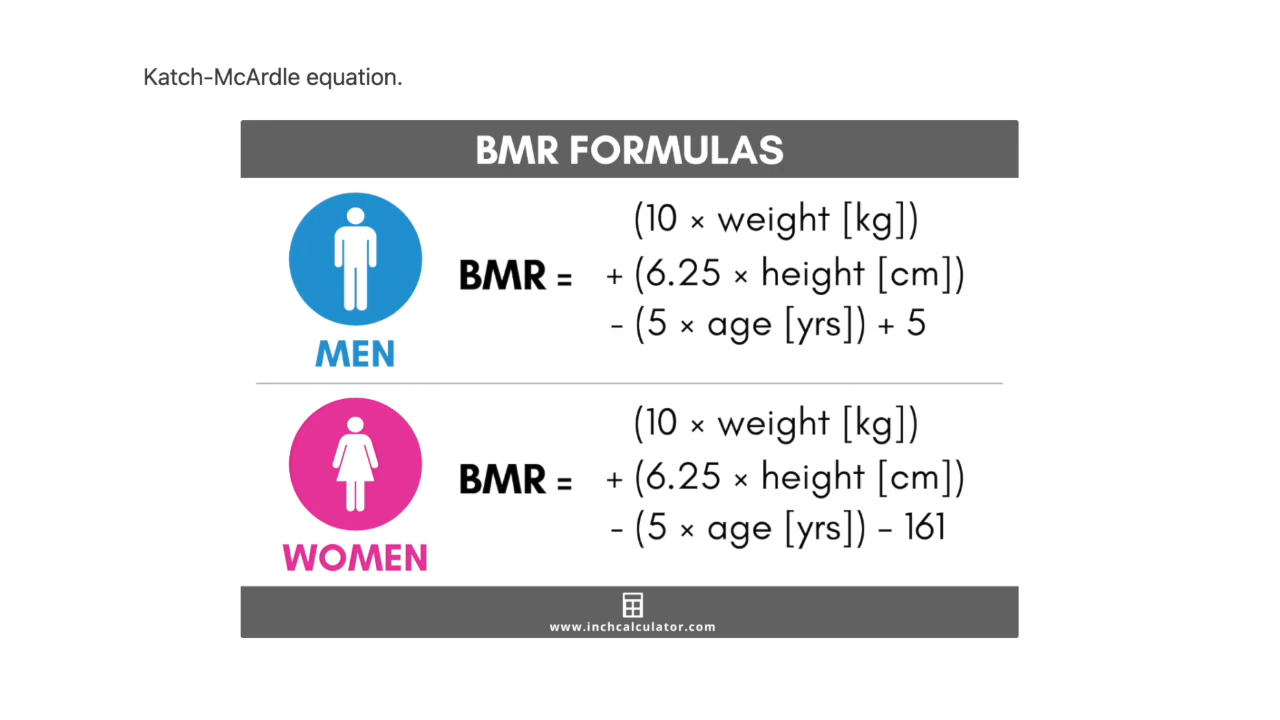 Katch-McArdle equation.
BMR FORMULAS
(10 × weight [kg])
BMR = + (6.25 × height [cm])
- (5 × age [yrs]) + 5
MEN
(10 × weight [kg])
BMR = + (6.25 × height [cm])
- (5 × age [yrs]) - 161
WOMEN
www.inchcalculator.com